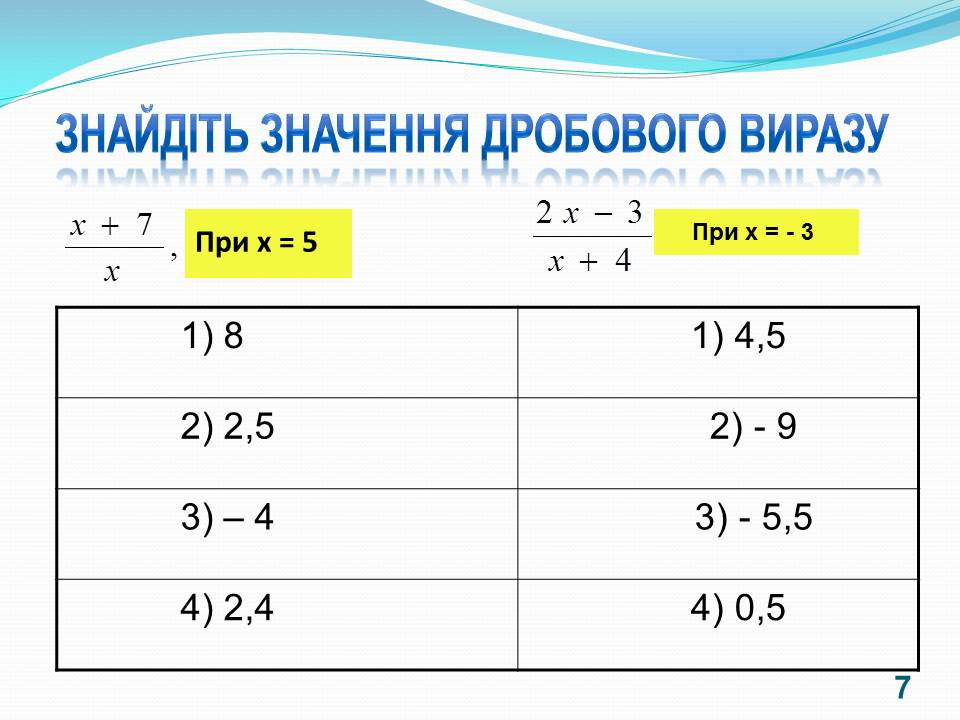 ЗНАЙДІТЬ ЗНАЧЕННЯ ДРОБОВОГО ВИРАЗУ
x + 7
x
,
При х = 5
2 x − 3
x + 4
При х = - 3
1) 8
1) 4,5
2) 2,5
2) - 9
3) – 4
3) - 5,5
4) 2,4
4) 0,5
7